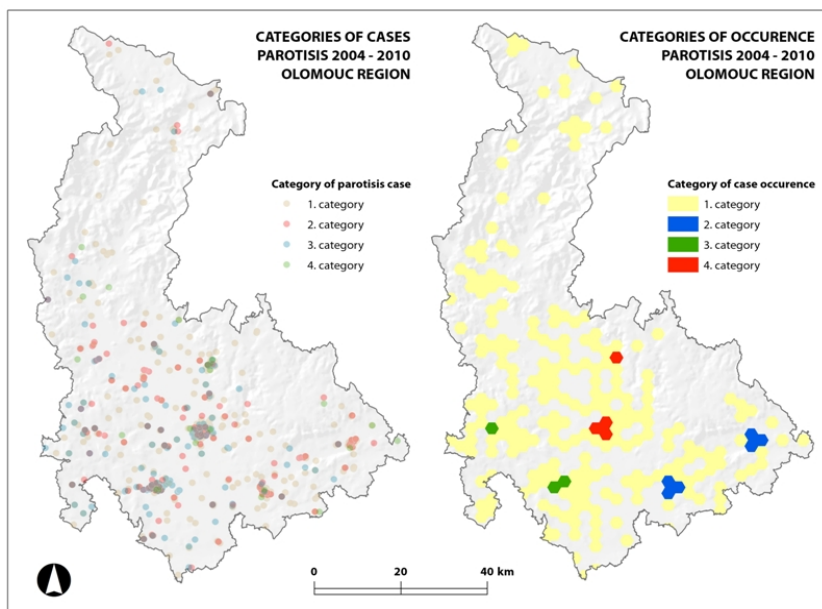 CATEGORIES OF CASES
PAROTISIS 2004 - 2010
OLOMOUC REGION
Category of parotisis case
1. category
2. category
3. category
4. category
CATEGORIES OF OCCURENCE
PAROTISIS 2004 - 2010
OLOMOUC REGION
Category of case occurence
1. category
2. category
3. category
4. category
0 20 40 km